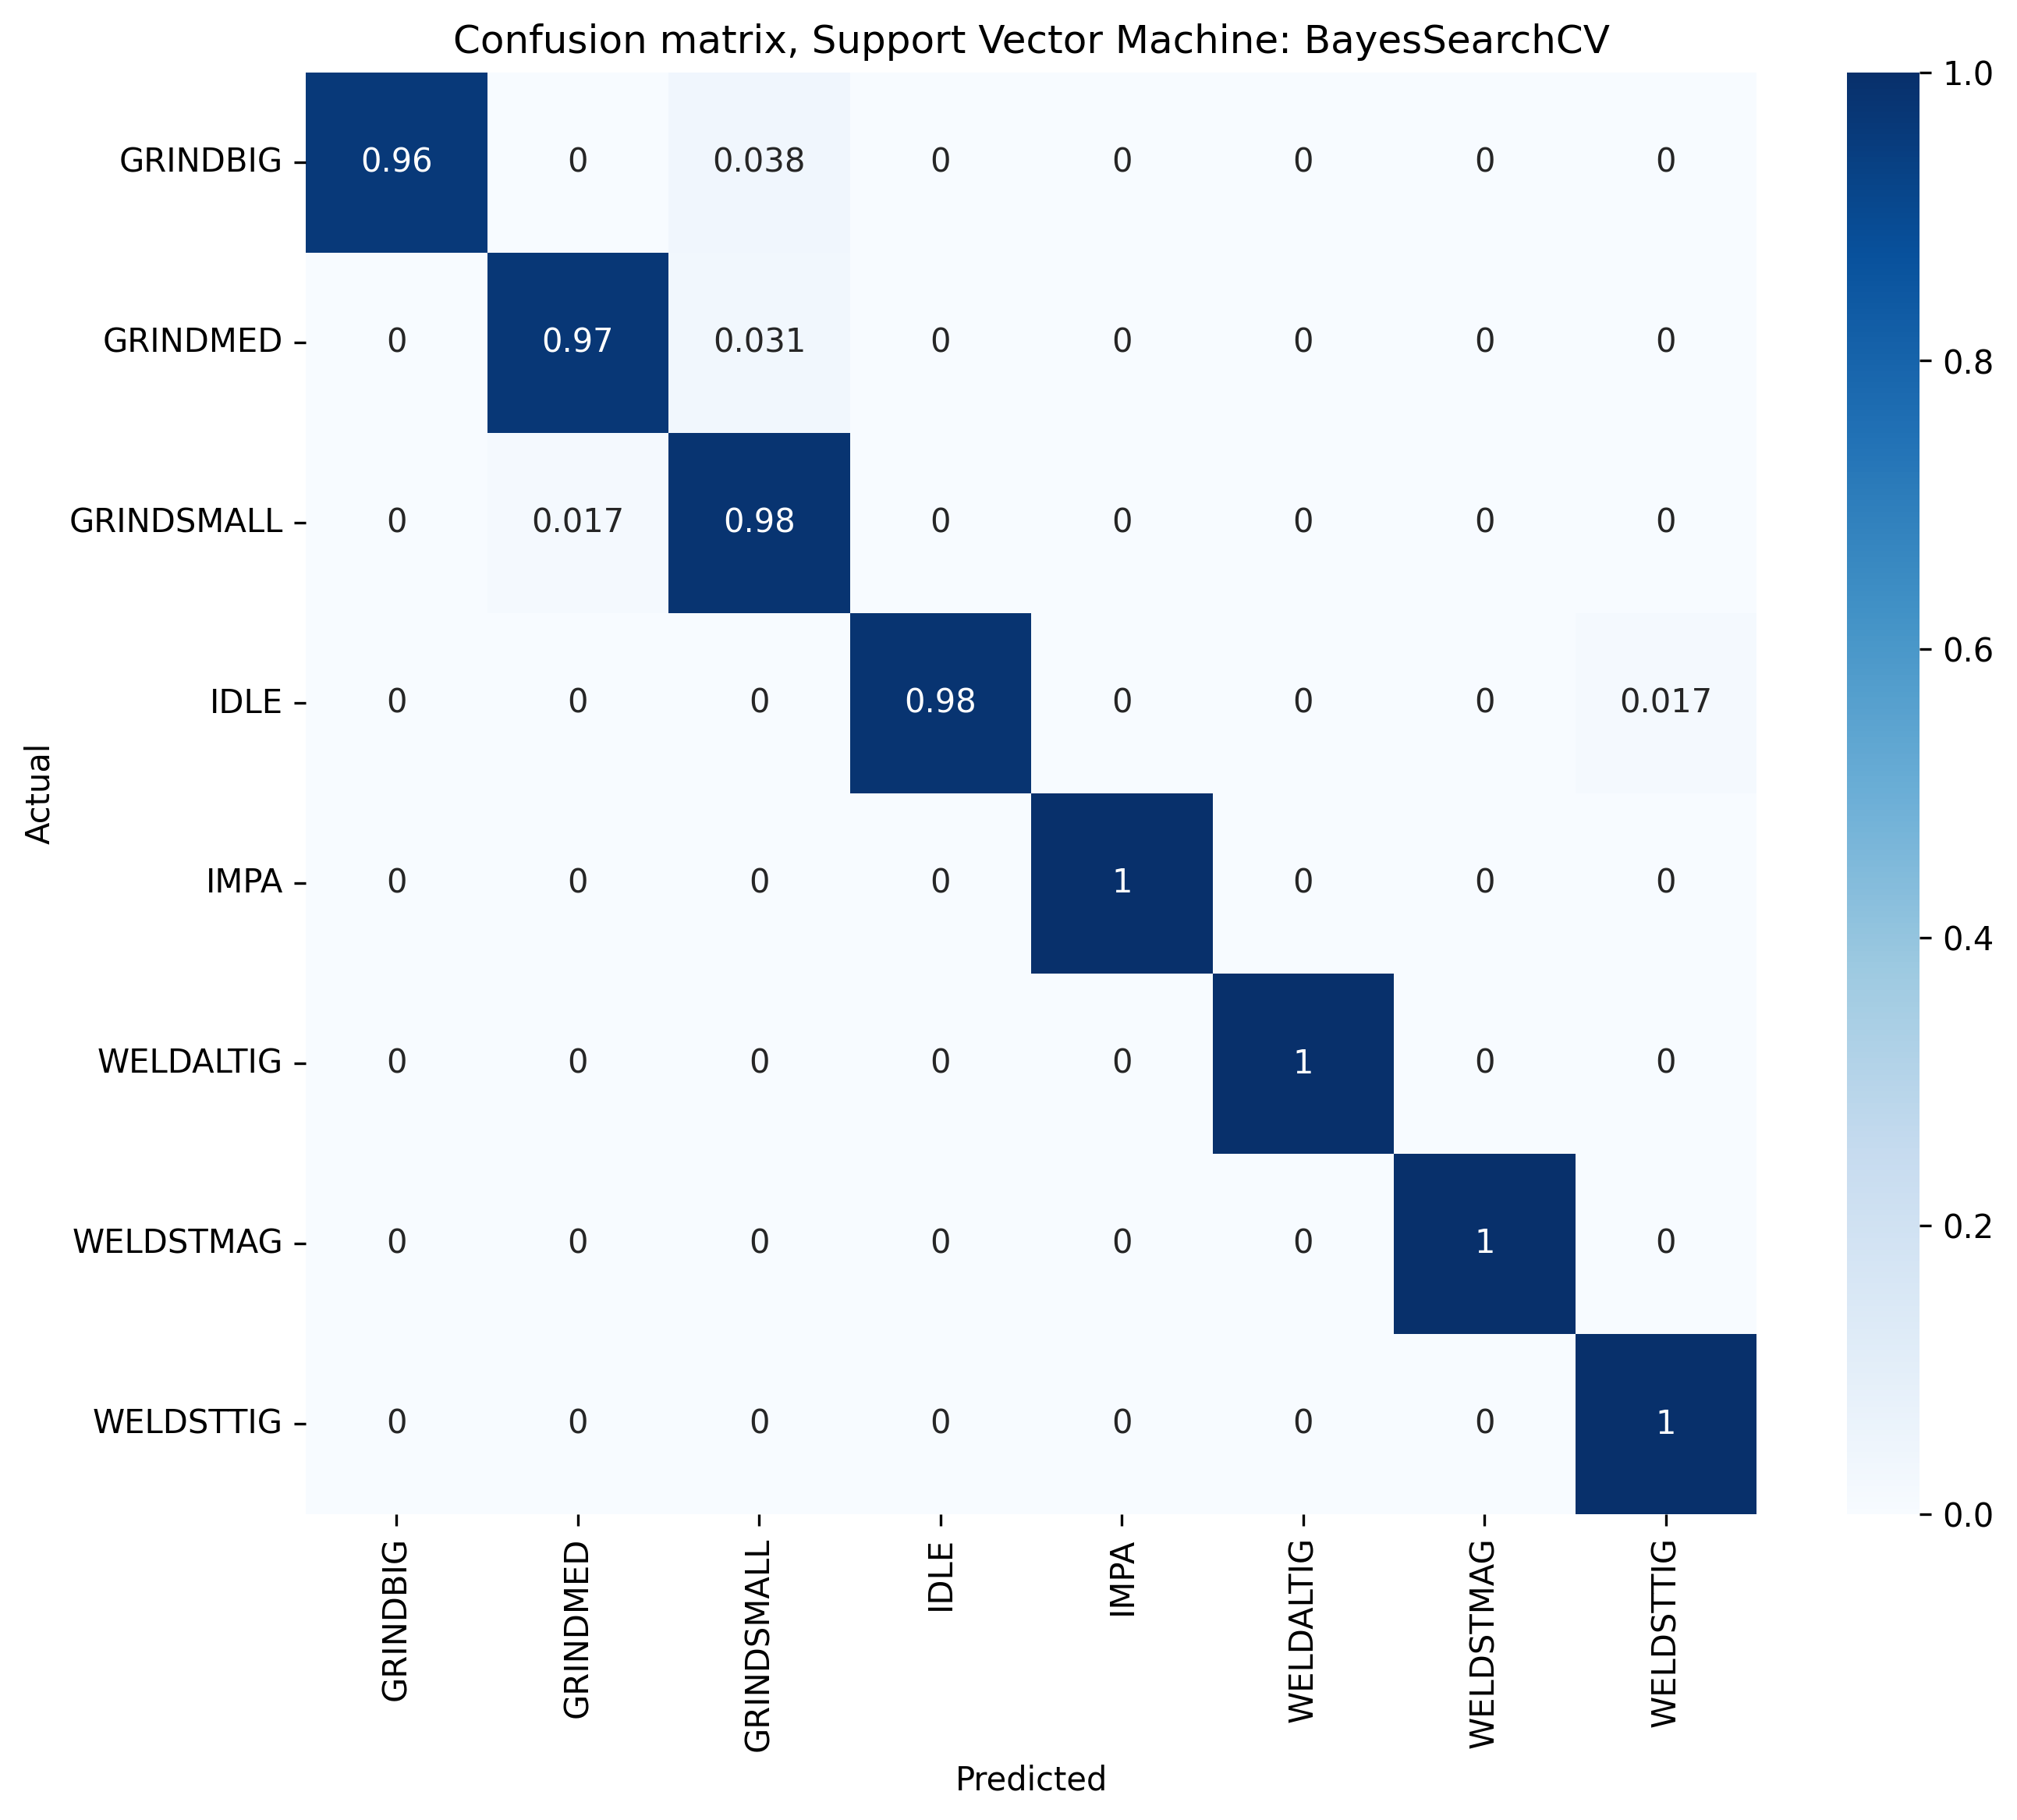 Confusion matrix, Support Vector Machine: BayesSearchCV
GRINDBIG 0.96 0 0.038 0 0 0 0 0
GRINDMED 0 0.97 0.031 0 0 0 0 0
GRINDSMALL 0 0.017 0.98 0 0 0 0 0
IDLE 0 0 0 0.98 0 0 0 0.017
IMPA 0 0 0 0 1 0 0 0
WELDALTIG 0 0 0 0 0 1 0 0
WELDSTMAG 0 0 0 0 0 0 1 0
WELDSTTIG 0 0 0 0 0 0 0 1
Actual
GRINDBIG
GRINDMED
GRINDSMALL
IDLE
IMPA
WELDALTIG
WELDSTMAG
WELDSTTIG
Predicted
1.0
0.8
0.6
0.4
0.2
0.0